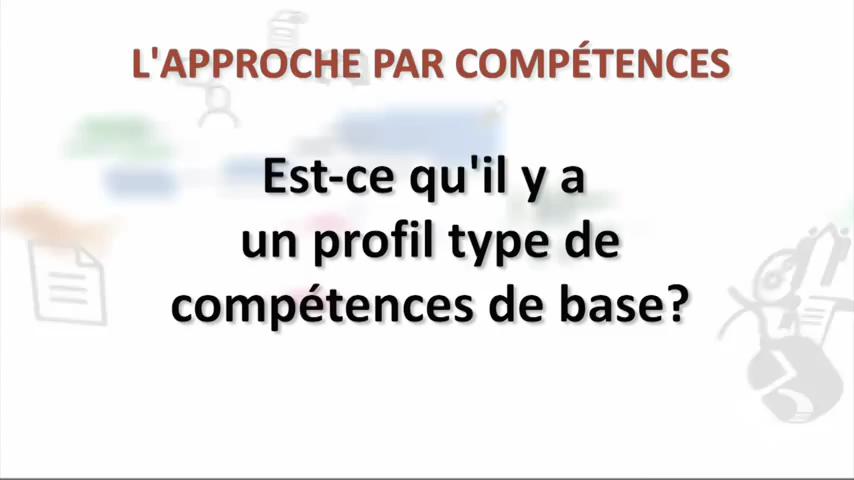 L'APPROCHE PAR COMPÉTENCES
Est-ce qu'il y a
un profil type de
compétences de base?